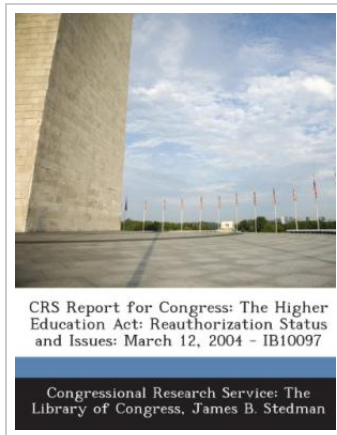 CRS Report for Congress: The Higher
Education Act: Reauthorization Status
and Issues: March 12, 2004 - IB10097
Congressional Research Service: The
Library of Congress, James B. Stedman